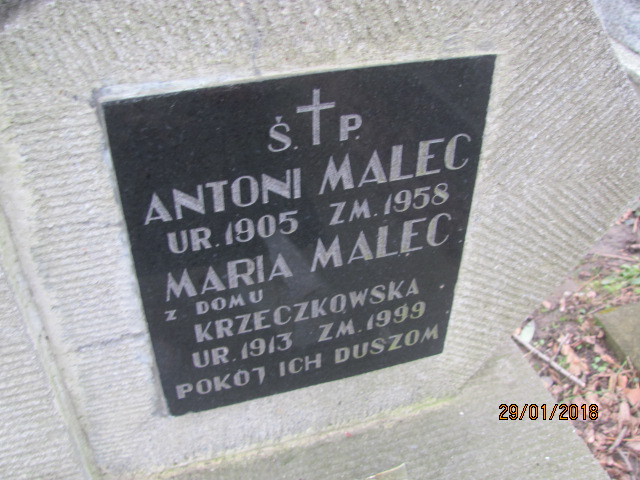 Ś. P.
ANTONI MALEC
UR. 1905 ZM. 1958
MARIA MALEC
Z DOMU
KRZECZKOWSKA
UR. 1913 ZM. 1999
POKÓJ ICH DUSZOM
29/01/2018